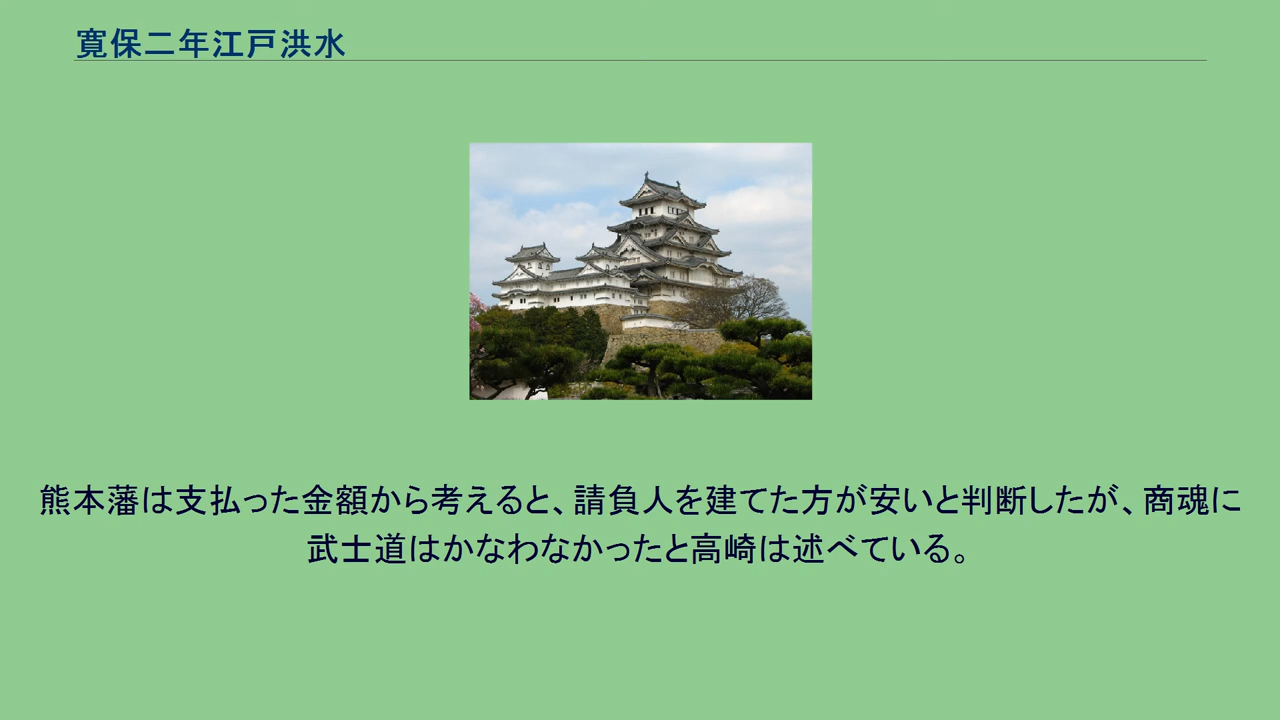 寛保二年江戸洪水
熊本藩は支払った金額から考えると、請負人を建てた方が安いと判断したが、商魂に
武士道はかなわなかったと高崎は述べている。